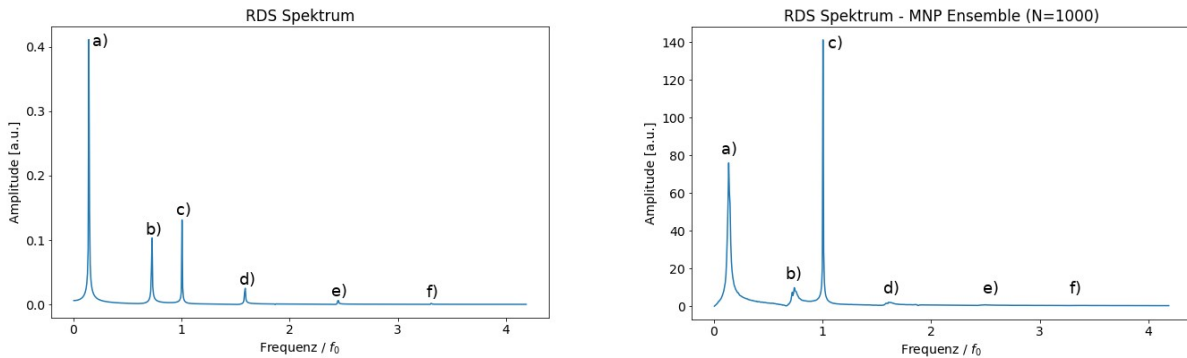 RDS Spektrum
a)
b)
c)
d)
e)
f)
0.4
0.3
0.2
0.1
0.0
0 1 2 3 4
Amplitude [a.u.]
Frequenz / f₀
RDS Spektrum - MNP Ensemble (N=1000)
c)
a)
b)
d)
e)
f)
140
120
100
80
60
40
20
0
0 1 2 3 4
Amplitude [a.u.]
Frequenz / f₀